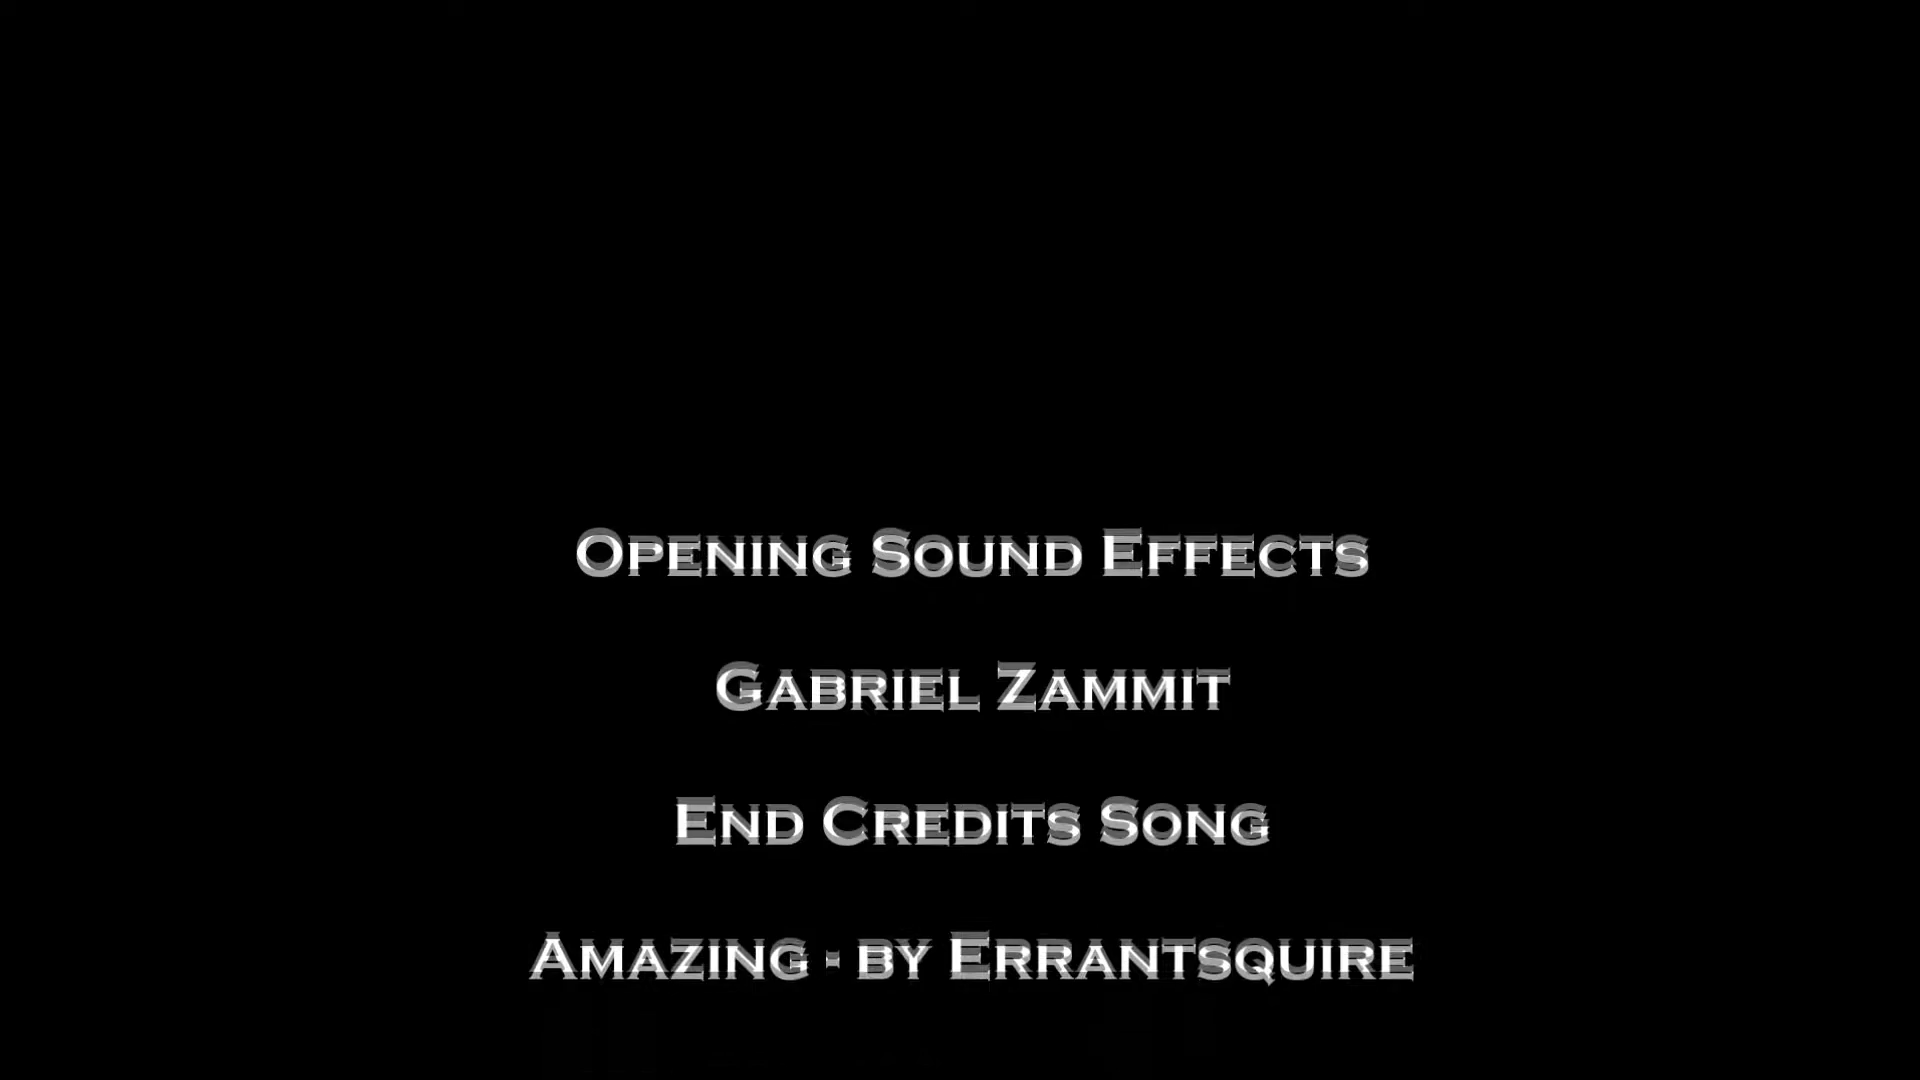 Opening Sound Effects
Gabriel Zammit
End Credits Song
Amazing - by Errantsquire